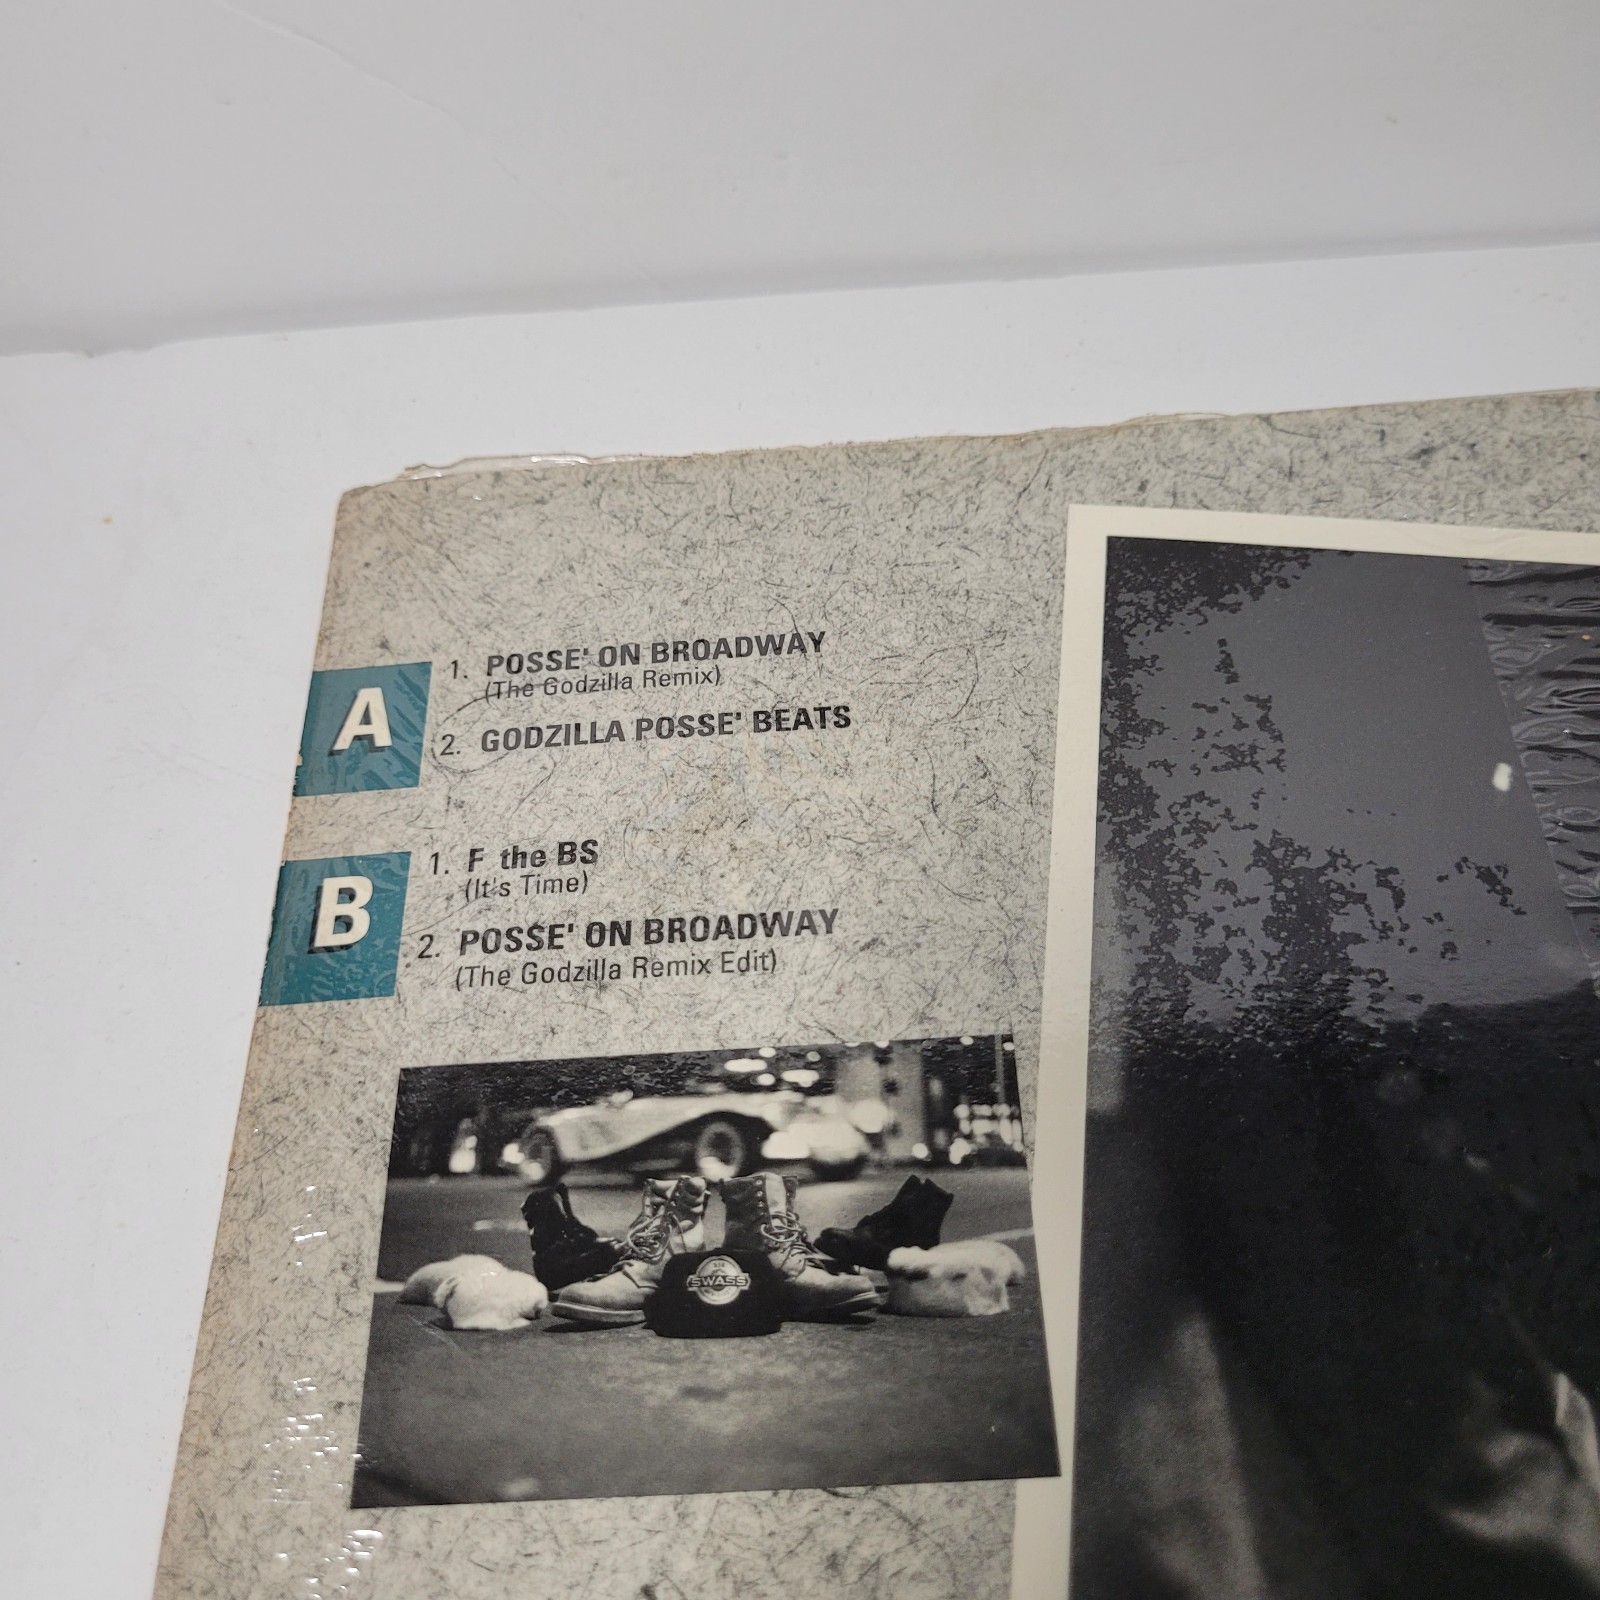 A
1. POSSE' ON BROADWAY
(The Godzilla Remix)
2. GODZILLA POSSE' BEATS
B
1. F the BS
(It's Time)
2. POSSE' ON BROADWAY
(The Godzilla Remix Edit)
SWASS